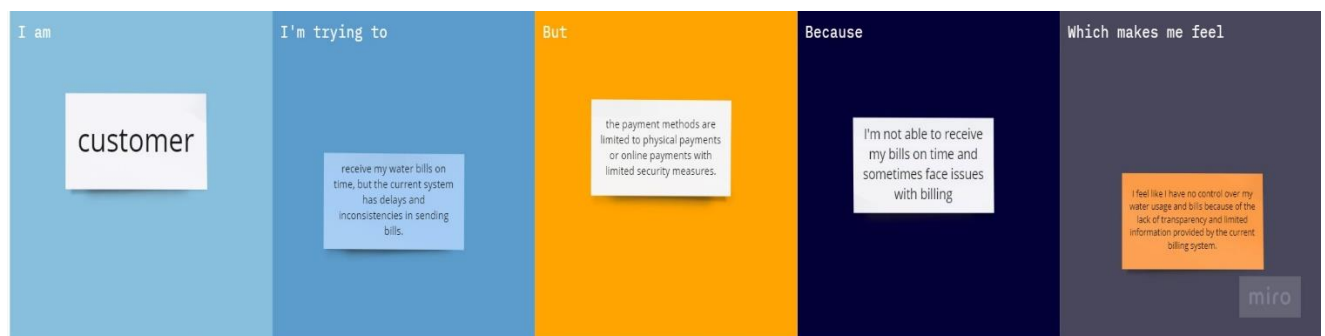 I am
customer
I'm trying to
receive my water bills on
time, but the current system
has delays and
inconsistencies in sending
bills.
But
the payment methods are
limited to physical payments
or online payments with
limited security measures.
Because
I'm not able to receive
my bills on time and
sometimes face issues
with billing
Which makes me feel
I feel like I have no control over my
water usage and bills because of the
lack of transparency and limited
information provided by the current
billing system.
miro